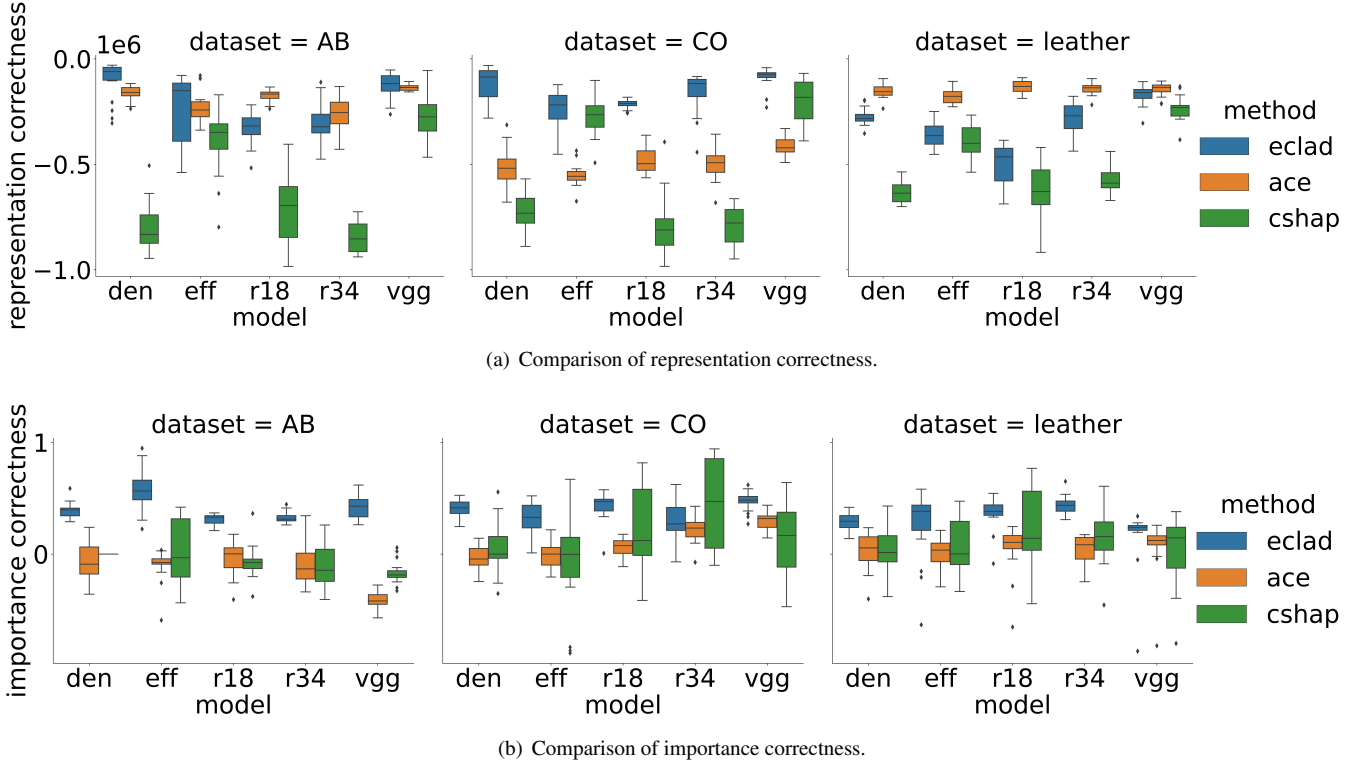 representation correctness
1e6
dataset = AB
dataset = CO
dataset = leather
0.0
−0.5
−1.0
method
eclad
ace
cshap
den eff r18 r34 vgg
den eff r18 r34 vgg
den eff r18 r34 vgg
model
model
model
(a) Comparison of representation correctness.
importance correctness
dataset = AB
dataset = CO
dataset = leather
1
0
method
eclad
ace
cshap
den eff r18 r34 vgg
den eff r18 r34 vgg
den eff r18 r34 vgg
model
model
model
(b) Comparison of importance correctness.